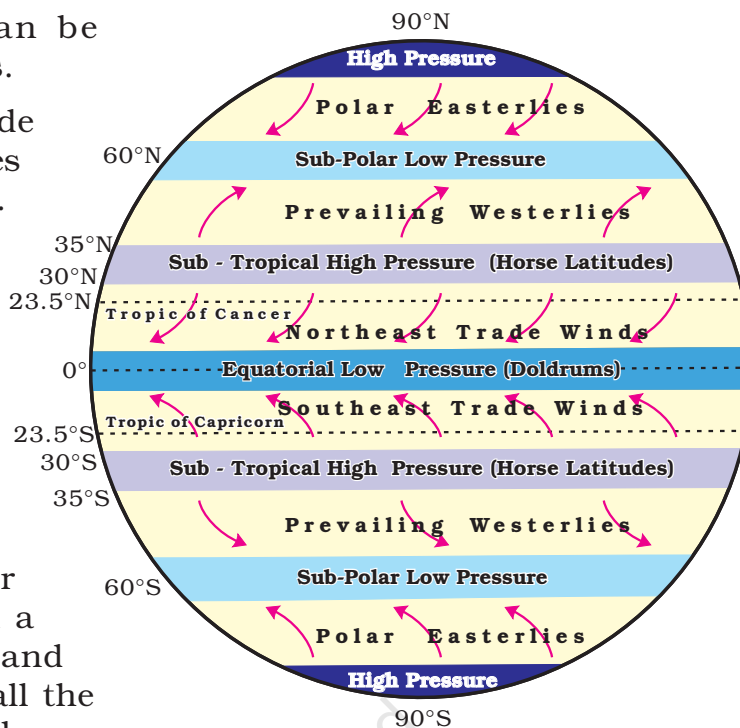 an be
s.
de
es
.
r
a
and
all the
90°N
High Pressure
Polar Easterlies
60°N
Sub-Polar Low Pressure
Prevailing Westerlies
35°N
Sub - Tropical High Pressure (Horse Latitudes)
30°N
23.5°N
Tropic of Cancer
Northeast Trade Winds
0°
Equatorial Low Pressure (Doldrums)
Southeast Trade Winds
Tropic of Capricorn
23.5°S
30°S
Sub - Tropical High Pressure (Horse Latitudes)
35°S
Prevailing Westerlies
60°S
Sub-Polar Low Pressure
Polar Easterlies
High Pressure
90°S